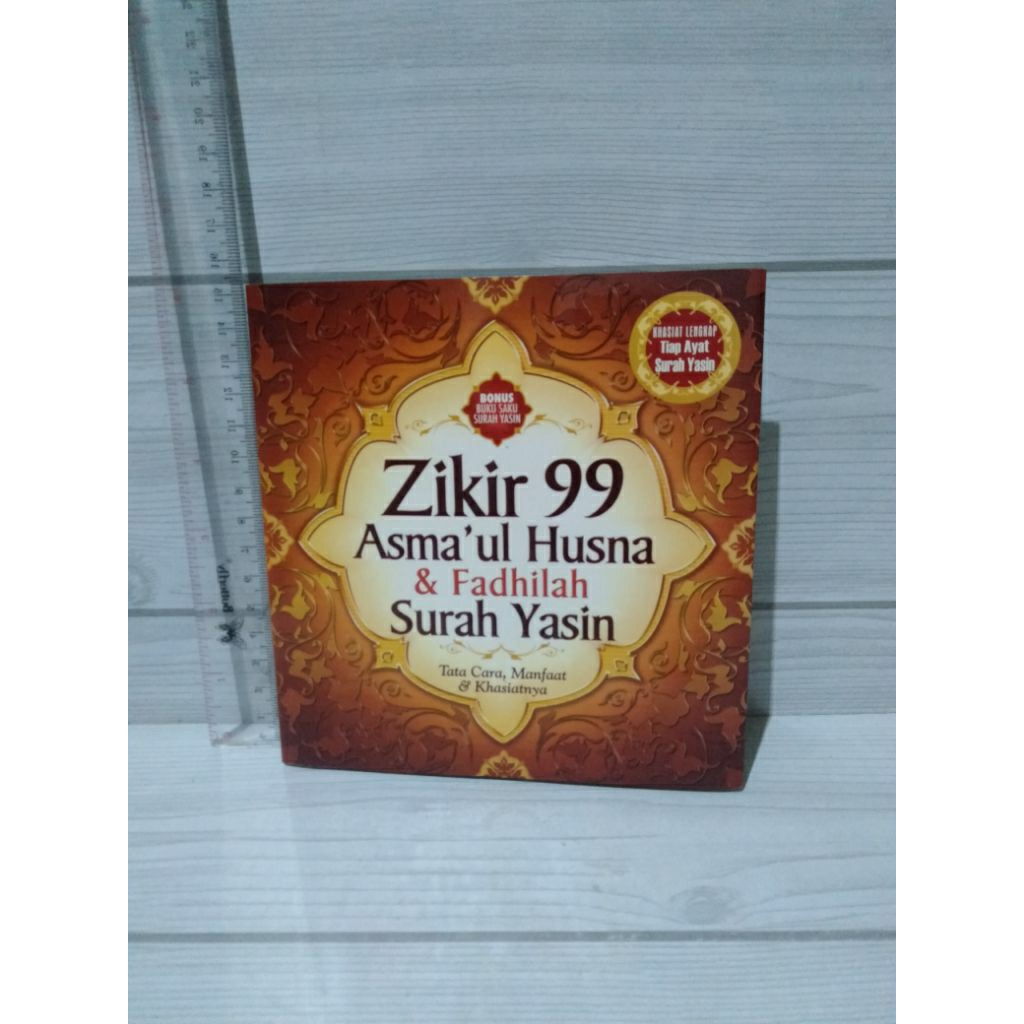 KHASIAT LENGKAP
Tiap Ayat
Surah Yasin
BONUS
BUKU SAKU
SURAH YASIN
Zikir 99
Asma'ul Husna
& Fadhilah
Surah Yasin
Tata Cara, Manfaat
& Khasiatnya